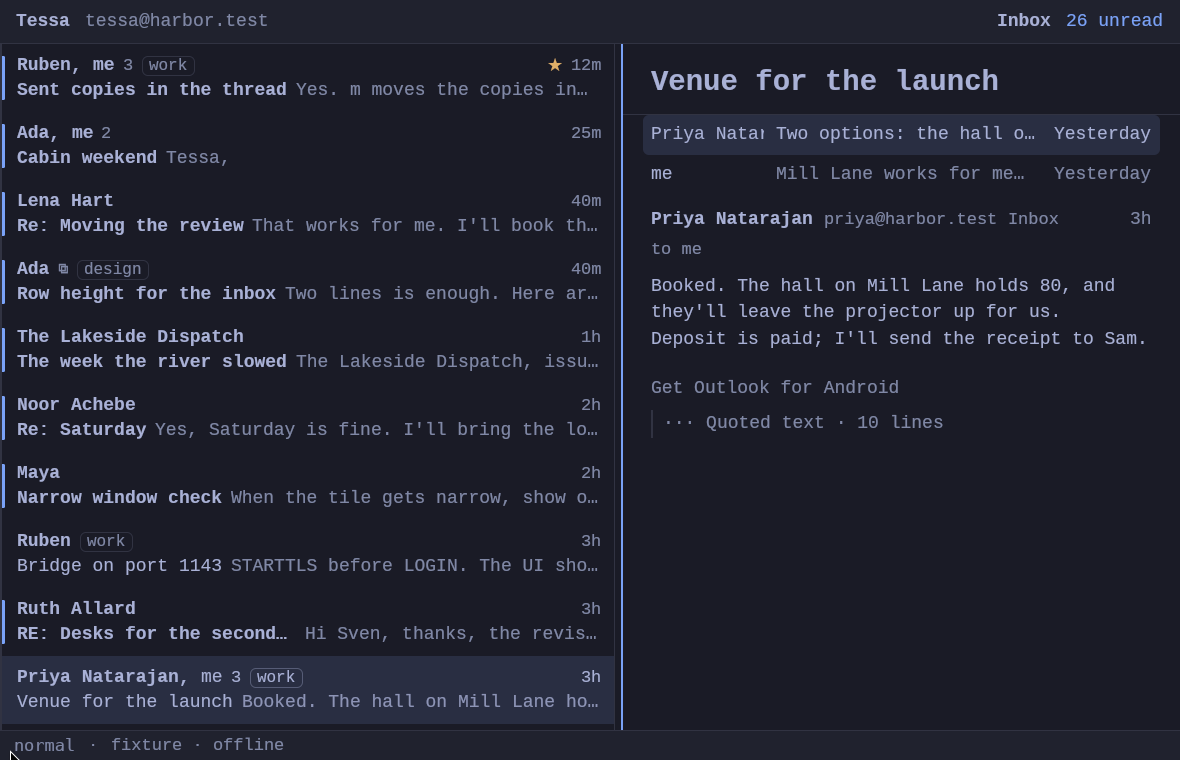 Tessa tessa@harbor.test
Inbox 26 unread
Ruben, me 3 work ★ 12m
Sent copies in the thread Yes. m moves the copies in…
Ada, me 2 25m
Cabin weekend Tessa,
Lena Hart 40m
Re: Moving the review That works for me. I'll book th…
Ada design 40m
Row height for the inbox Two lines is enough. Here ar…
The Lakeside Dispatch 1h
The week the river slowed The Lakeside Dispatch, issu…
Noor Achebe 2h
Re: Saturday Yes, Saturday is fine. I'll bring the lo…
Maya 2h
Narrow window check When the tile gets narrow, show o…
Ruben work 3h
Bridge on port 1143 STARTTLS before LOGIN. The UI sho…
Ruth Allard 3h
RE: Desks for the second… Hi Sven, thanks, the revis…
Priya Natarajan, me 3 work 3h
Venue for the launch Booked. The hall on Mill Lane ho…
Venue for the launch
Priya Natar Two options: the hall o… Yesterday
me Mill Lane works for me… Yesterday
Priya Natarajan priya@harbor.test Inbox 3h
to me
Booked. The hall on Mill Lane holds 80, and
they'll leave the projector up for us.
Deposit is paid; I'll send the receipt to Sam.
Get Outlook for Android
··· Quoted text · 10 lines
normal · fixture · offline